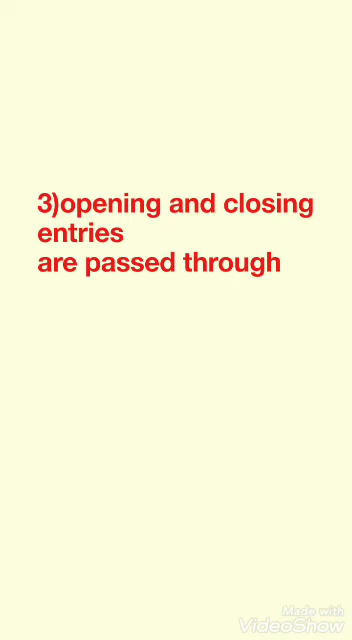 3)opening and closing
entries
are passed through
Made with
VideoShow